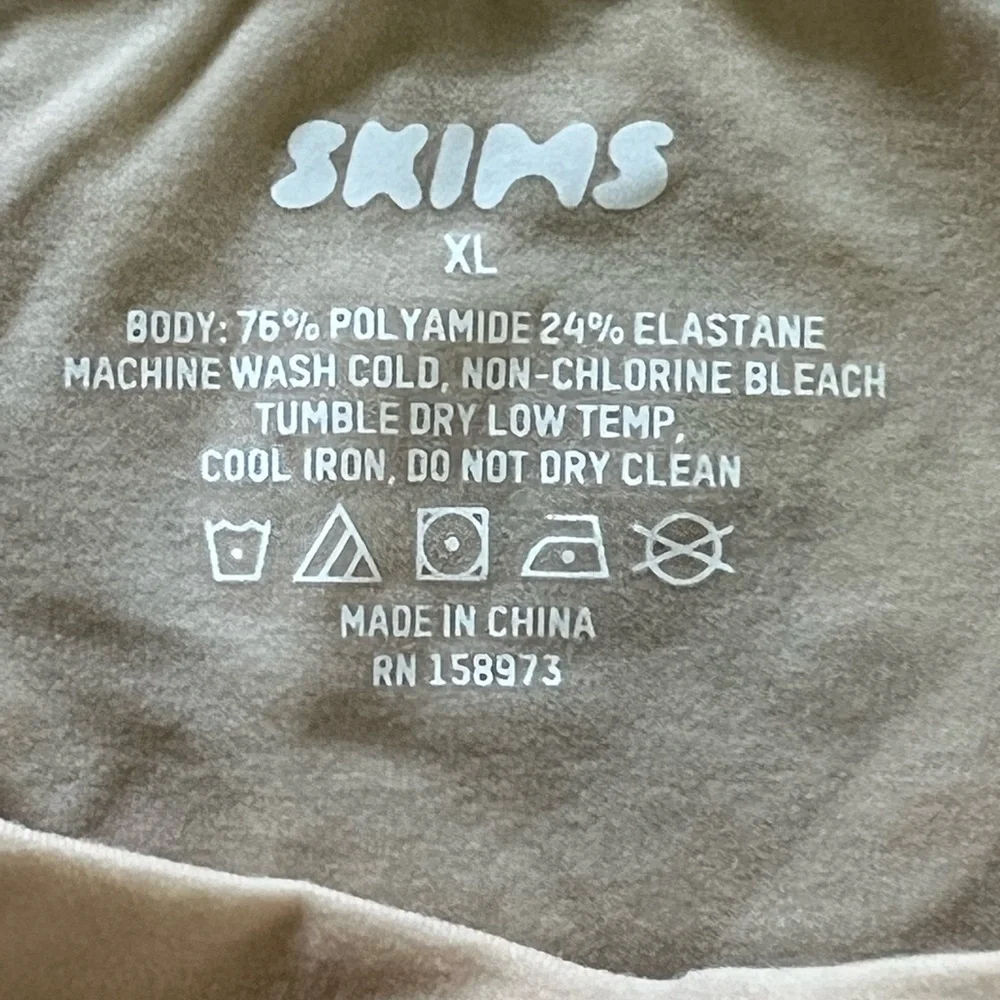 SKIMS
XL
BODY: 76% POLYAMIDE 24% ELASTANE
MACHINE WASH COLD, NON-CHLORINE BLEACH
TUMBLE DRY LOW TEMP,
COOL IRON, DO NOT DRY CLEAN
MADE IN CHINA
RN 158973